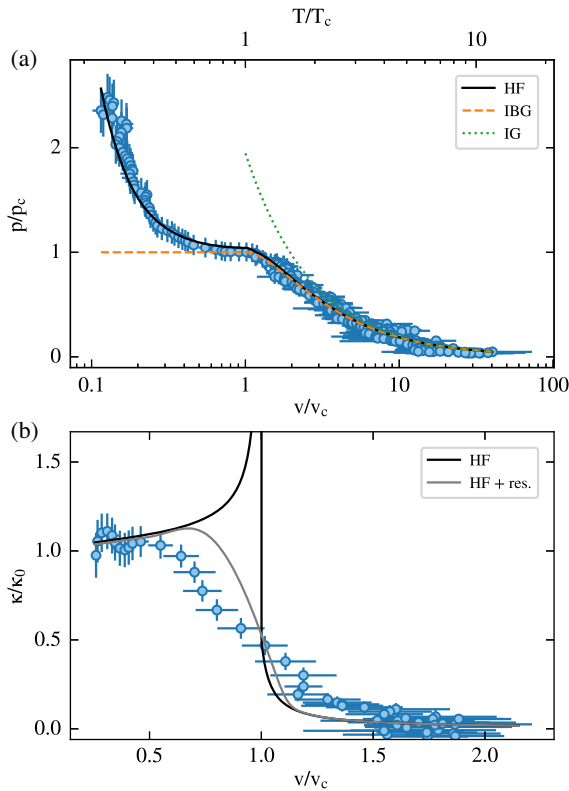 T/T_c
1 10
(a)
HF
IBG
IG
2
1
0
p/p_c
0.1 1 10 100
v/v_c
(b)
HF
HF + res.
1.5
1.0
0.5
0.0
κ/κ_0
0.5 1.0 1.5 2.0
v/v_c